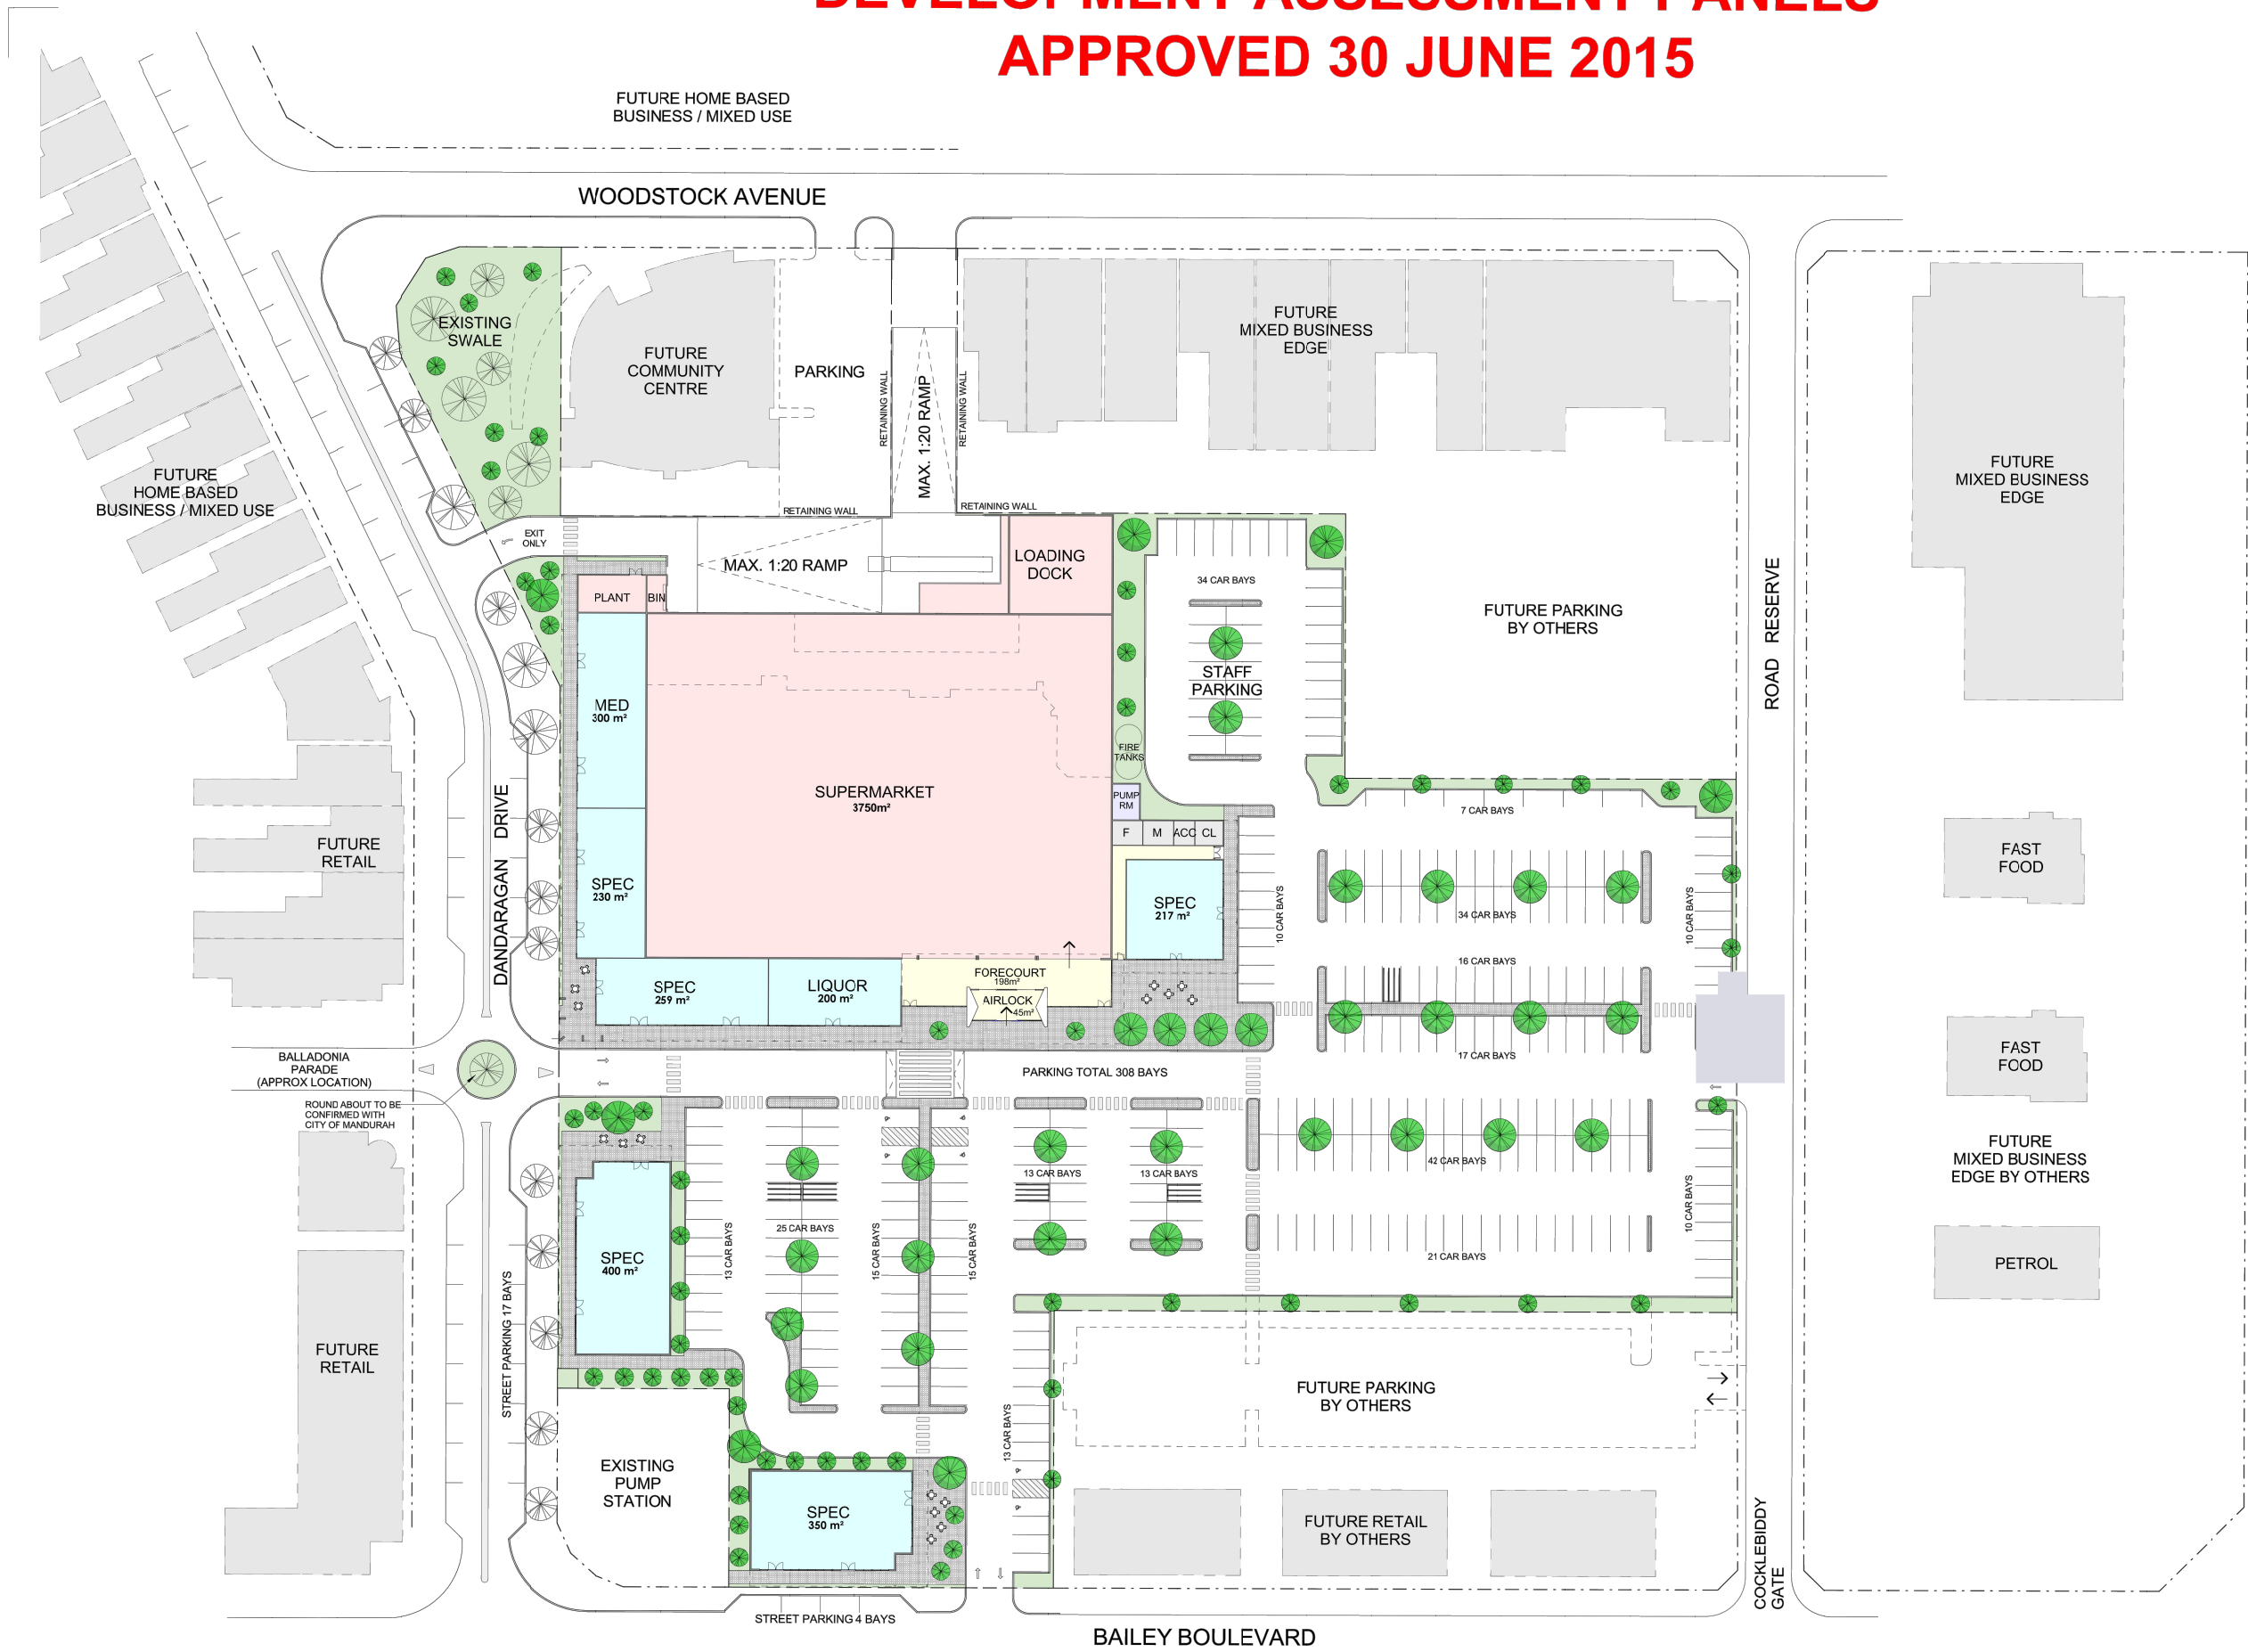 DEVELOPMENT ASSESSMENT PANELS
APPROVED 30 JUNE 2015
FUTURE HOME BASED
BUSINESS / MIXED USE
WOODSTOCK AVENUE
EXISTING
SWALE
FUTURE
COMMUNITY
CENTRE
PARKING
RETAINING WALL
MAX. 1:20 RAMP
RETAINING WALL
FUTURE
MIXED BUSINESS
EDGE
FUTURE
MIXED BUSINESS
EDGE
FUTURE
HOME BASED
BUSINESS / MIXED USE
RETAINING WALL
RETAINING WALL
EXIT
ONLY
MAX. 1:20 RAMP
LOADING
DOCK
PLANT
BIN
34 CAR BAYS
STAFF
PARKING
FUTURE PARKING
BY OTHERS
ROAD RESERVE
MED
300 m²
SUPERMARKET
3750m²
FIRE
TANKS
PUMP
RM
F
M
ACC
CL
7 CAR BAYS
DANDARAGAN DRIVE
FUTURE
RETAIL
FAST
FOOD
SPEC
230 m²
SPEC
217 m²
10 CAR BAYS
34 CAR BAYS
10 CAR BAYS
16 CAR BAYS
SPEC
259 m²
LIQUOR
200 m²
FORECOURT
198m²
AIRLOCK
45m²
17 CAR BAYS
FAST
FOOD
BALLADONIA
PARADE
(APPROX LOCATION)
PARKING TOTAL 308 BAYS
ROUND ABOUT TO BE
CONFIRMED WITH
CITY OF MANDURAH
13 CAR BAYS
13 CAR BAYS
42 CAR BAYS
FUTURE
MIXED BUSINESS
EDGE BY OTHERS
10 CAR BAYS
SPEC
400 m²
13 CAR BAYS
25 CAR BAYS
15 CAR BAYS
15 CAR BAYS
21 CAR BAYS
PETROL
STREET PARKING 17 BAYS
FUTURE
RETAIL
FUTURE PARKING
BY OTHERS
13 CAR BAYS
EXISTING
PUMP
STATION
SPEC
350 m²
FUTURE RETAIL
BY OTHERS
COCKLEBIDDY
GATE
STREET PARKING 4 BAYS
BAILEY BOULEVARD